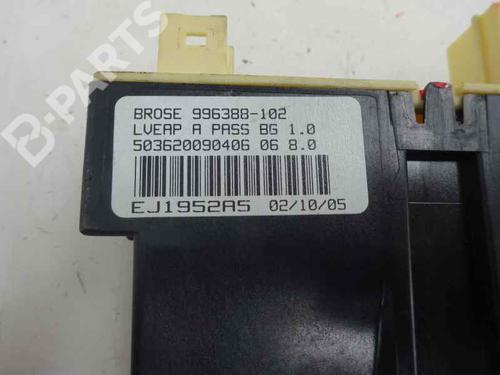 BROSE 996388-102
LVEAP A PASS BG 1.0
503620090406 06 8.0
EJ1952A5 02/10/05
B-PARTS